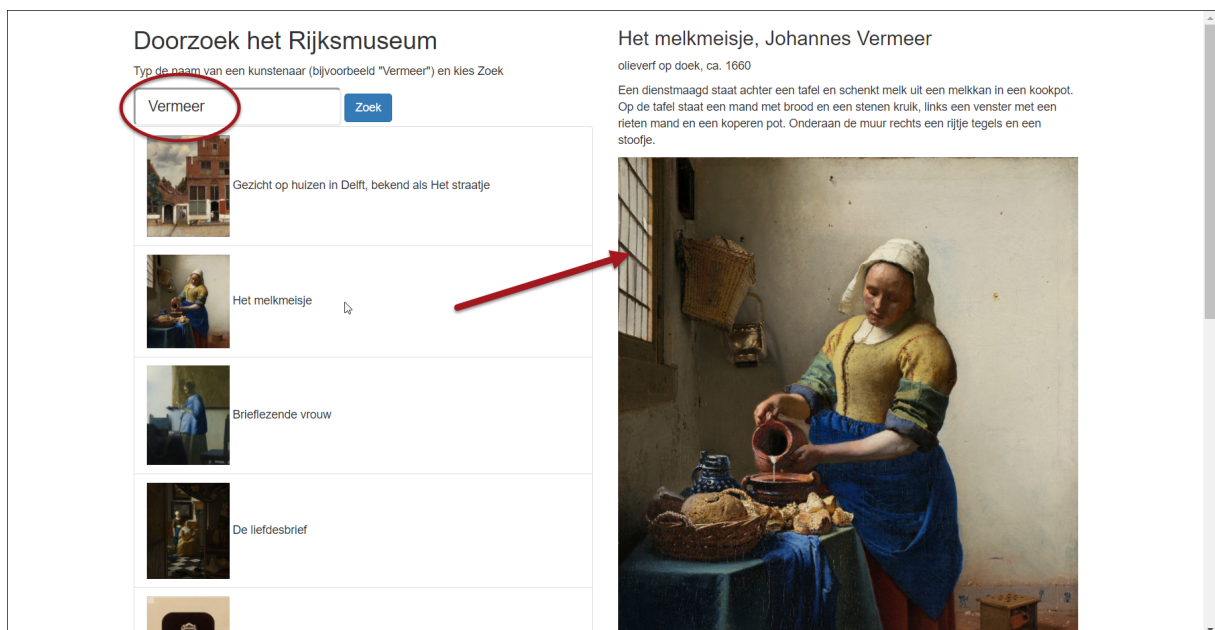 Doorzoek het Rijksmuseum
Typ de naam van een kunstenaar (bijvoorbeeld "Vermeer") en kies Zoek
Vermeer
Zoek
Gezicht op huizen in Delft, bekend als Het straatje
Het melkmeisje
Brieflezende vrouw
De liefdesbrief
Het melkmeisje, Johannes Vermeer
olieverf op doek, ca. 1660
Een dienstmaagd staat achter een tafel en schenkt melk uit een melkkan in een kookpot.
Op de tafel staat een mand met brood en een stenen kruik, links een venster met een
rieten mand en een koperen pot. Onderaan de muur rechts een rijtje tegels en een
stoofje.